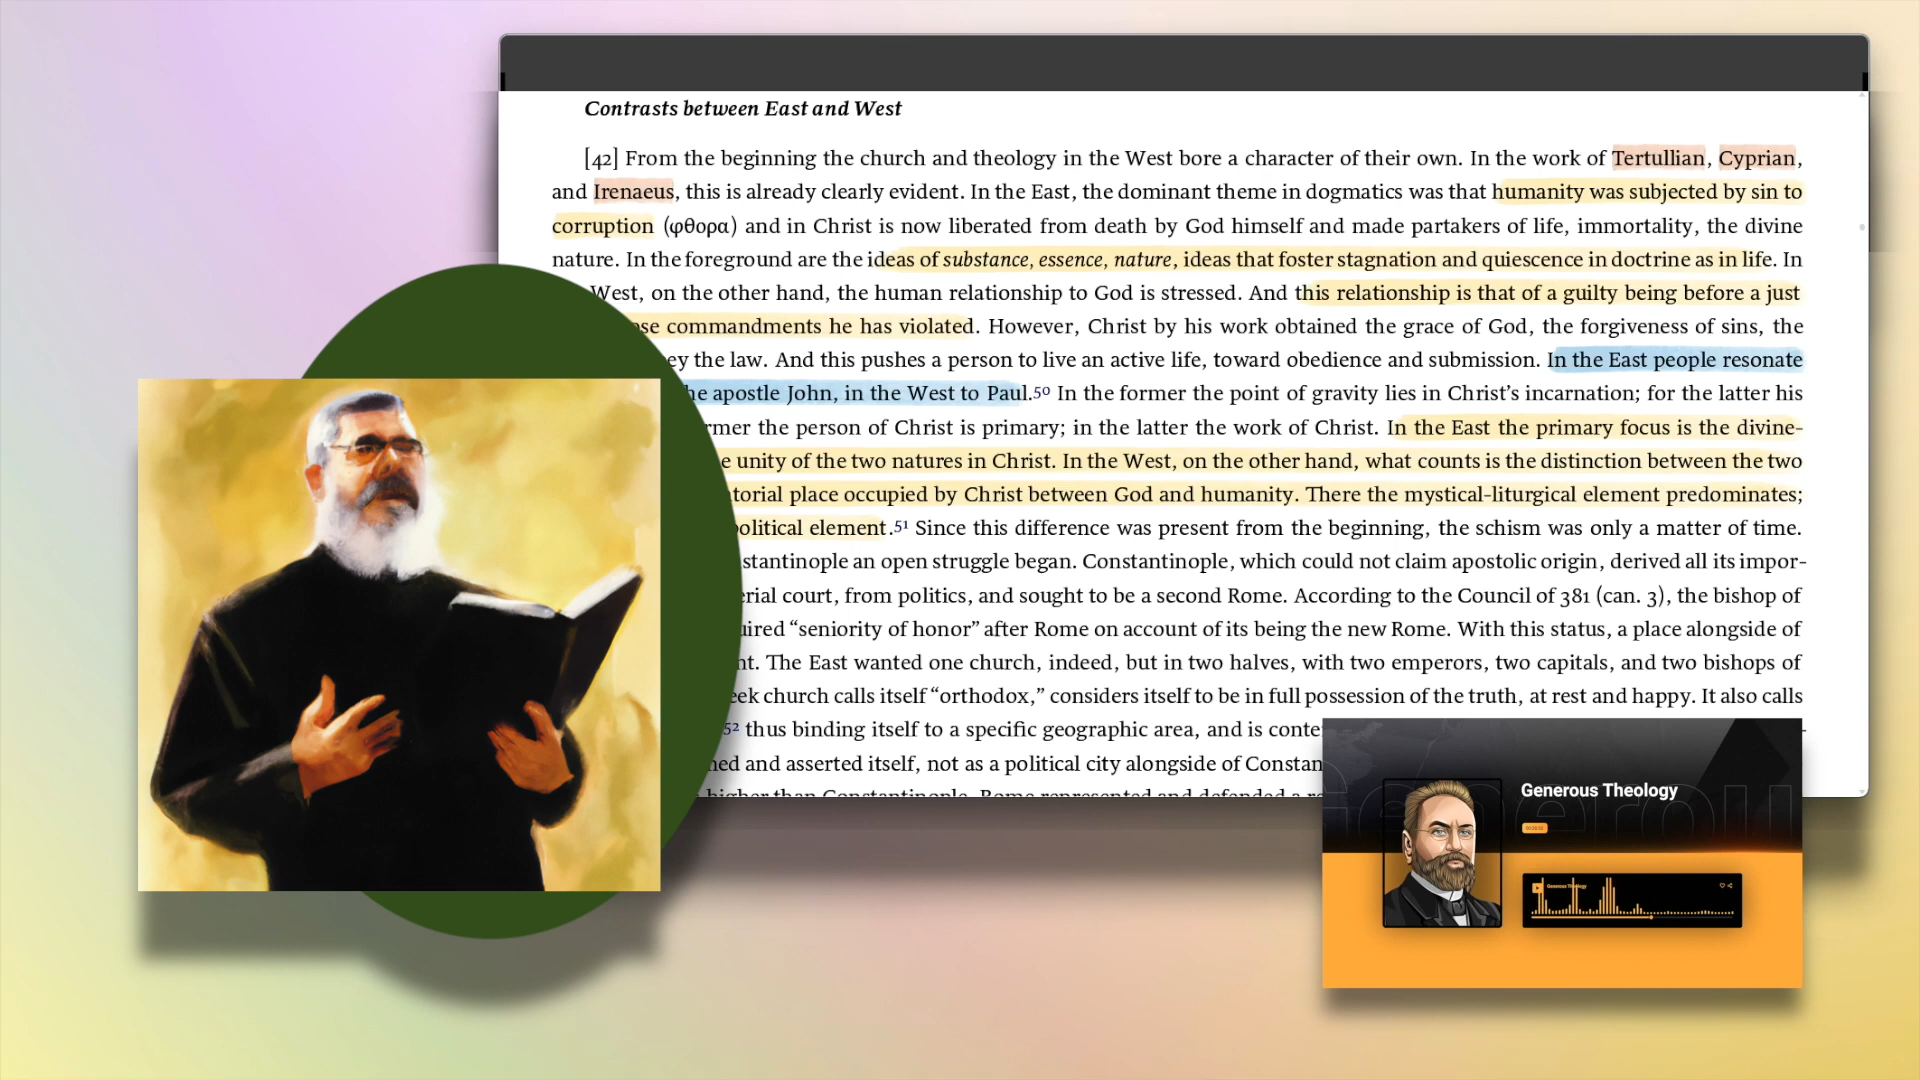 Contrasts between East and West
[42] From the beginning the church and theology in the West bore a character of their own. In the work of Tertullian, Cyprian,
and Irenaeus, this is already clearly evident. In the East, the dominant theme in dogmatics was that humanity was subjected by sin to
corruption (φθορα) and in Christ is now liberated from death by God himself and made partakers of life, immortality, the divine
nature. In the foreground are the ideas of substance, essence, nature, ideas that foster stagnation and quiescence in doctrine as in life. In
West, on the other hand, the human relationship to God is stressed. And this relationship is that of a guilty being before a just
commandments he has violated. However, Christ by his work obtained the grace of God, the forgiveness of sins, the
the law. And this pushes a person to live an active life, toward obedience and submission. In the East people resonate
apostle John, in the West to Paul.50 In the former the point of gravity lies in Christ’s incarnation; for the latter his
the person of Christ is primary; in the latter the work of Christ. In the East the primary focus is the divine-
unity of the two natures in Christ. In the West, on the other hand, what counts is the distinction between the two
place occupied by Christ between God and humanity. There the mystical-liturgical element predominates;
political element.51 Since this difference was present from the beginning, the schism was only a matter of time.
an open struggle began. Constantinople, which could not claim apostolic origin, derived all its impor-
court, from politics, and sought to be a second Rome. According to the Council of 381 (can. 3), the bishop of
“seniority of honor” after Rome on account of its being the new Rome. With this status, a place alongside of
The East wanted one church, indeed, but in two halves, with two emperors, two capitals, and two bishops of
church calls itself “orthodox,” considers itself to be in full possession of the truth, at rest and happy. It also calls
52 thus binding itself to a specific geographic area, and is conte
and asserted itself, not as a political city alongside of Constan
higher than Constantinople. Rome represented and defended a
Generous Theology
Generous Theology